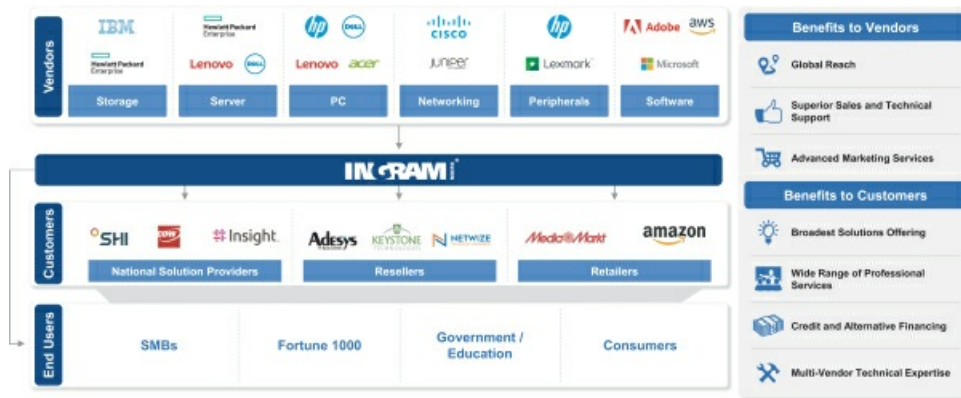 Vendors
IBM
Hewlett Packard
Enterprise
Storage
Hewlett Packard
Enterprise
Lenovo DELL
Server
hp DELL
Lenovo acer
PC
CISCO
JUNIPER
Networking
hp
Lexmark
Peripherals
Adobe aws
Microsoft
Software
INGRAM
Customers
SHI CDW Insight
National Solution Providers
Adesys KEYSTONE NETWIZE
Resellers
Media Markt amazon
Retailers
End Users
SMBs
Fortune 1000
Government /
Education
Consumers
Benefits to Vendors
Global Reach
Superior Sales and Technical
Support
Advanced Marketing Services
Benefits to Customers
Broadest Solutions Offering
Wide Range of Professional
Services
Credit and Alternative Financing
Multi-Vendor Technical Expertise